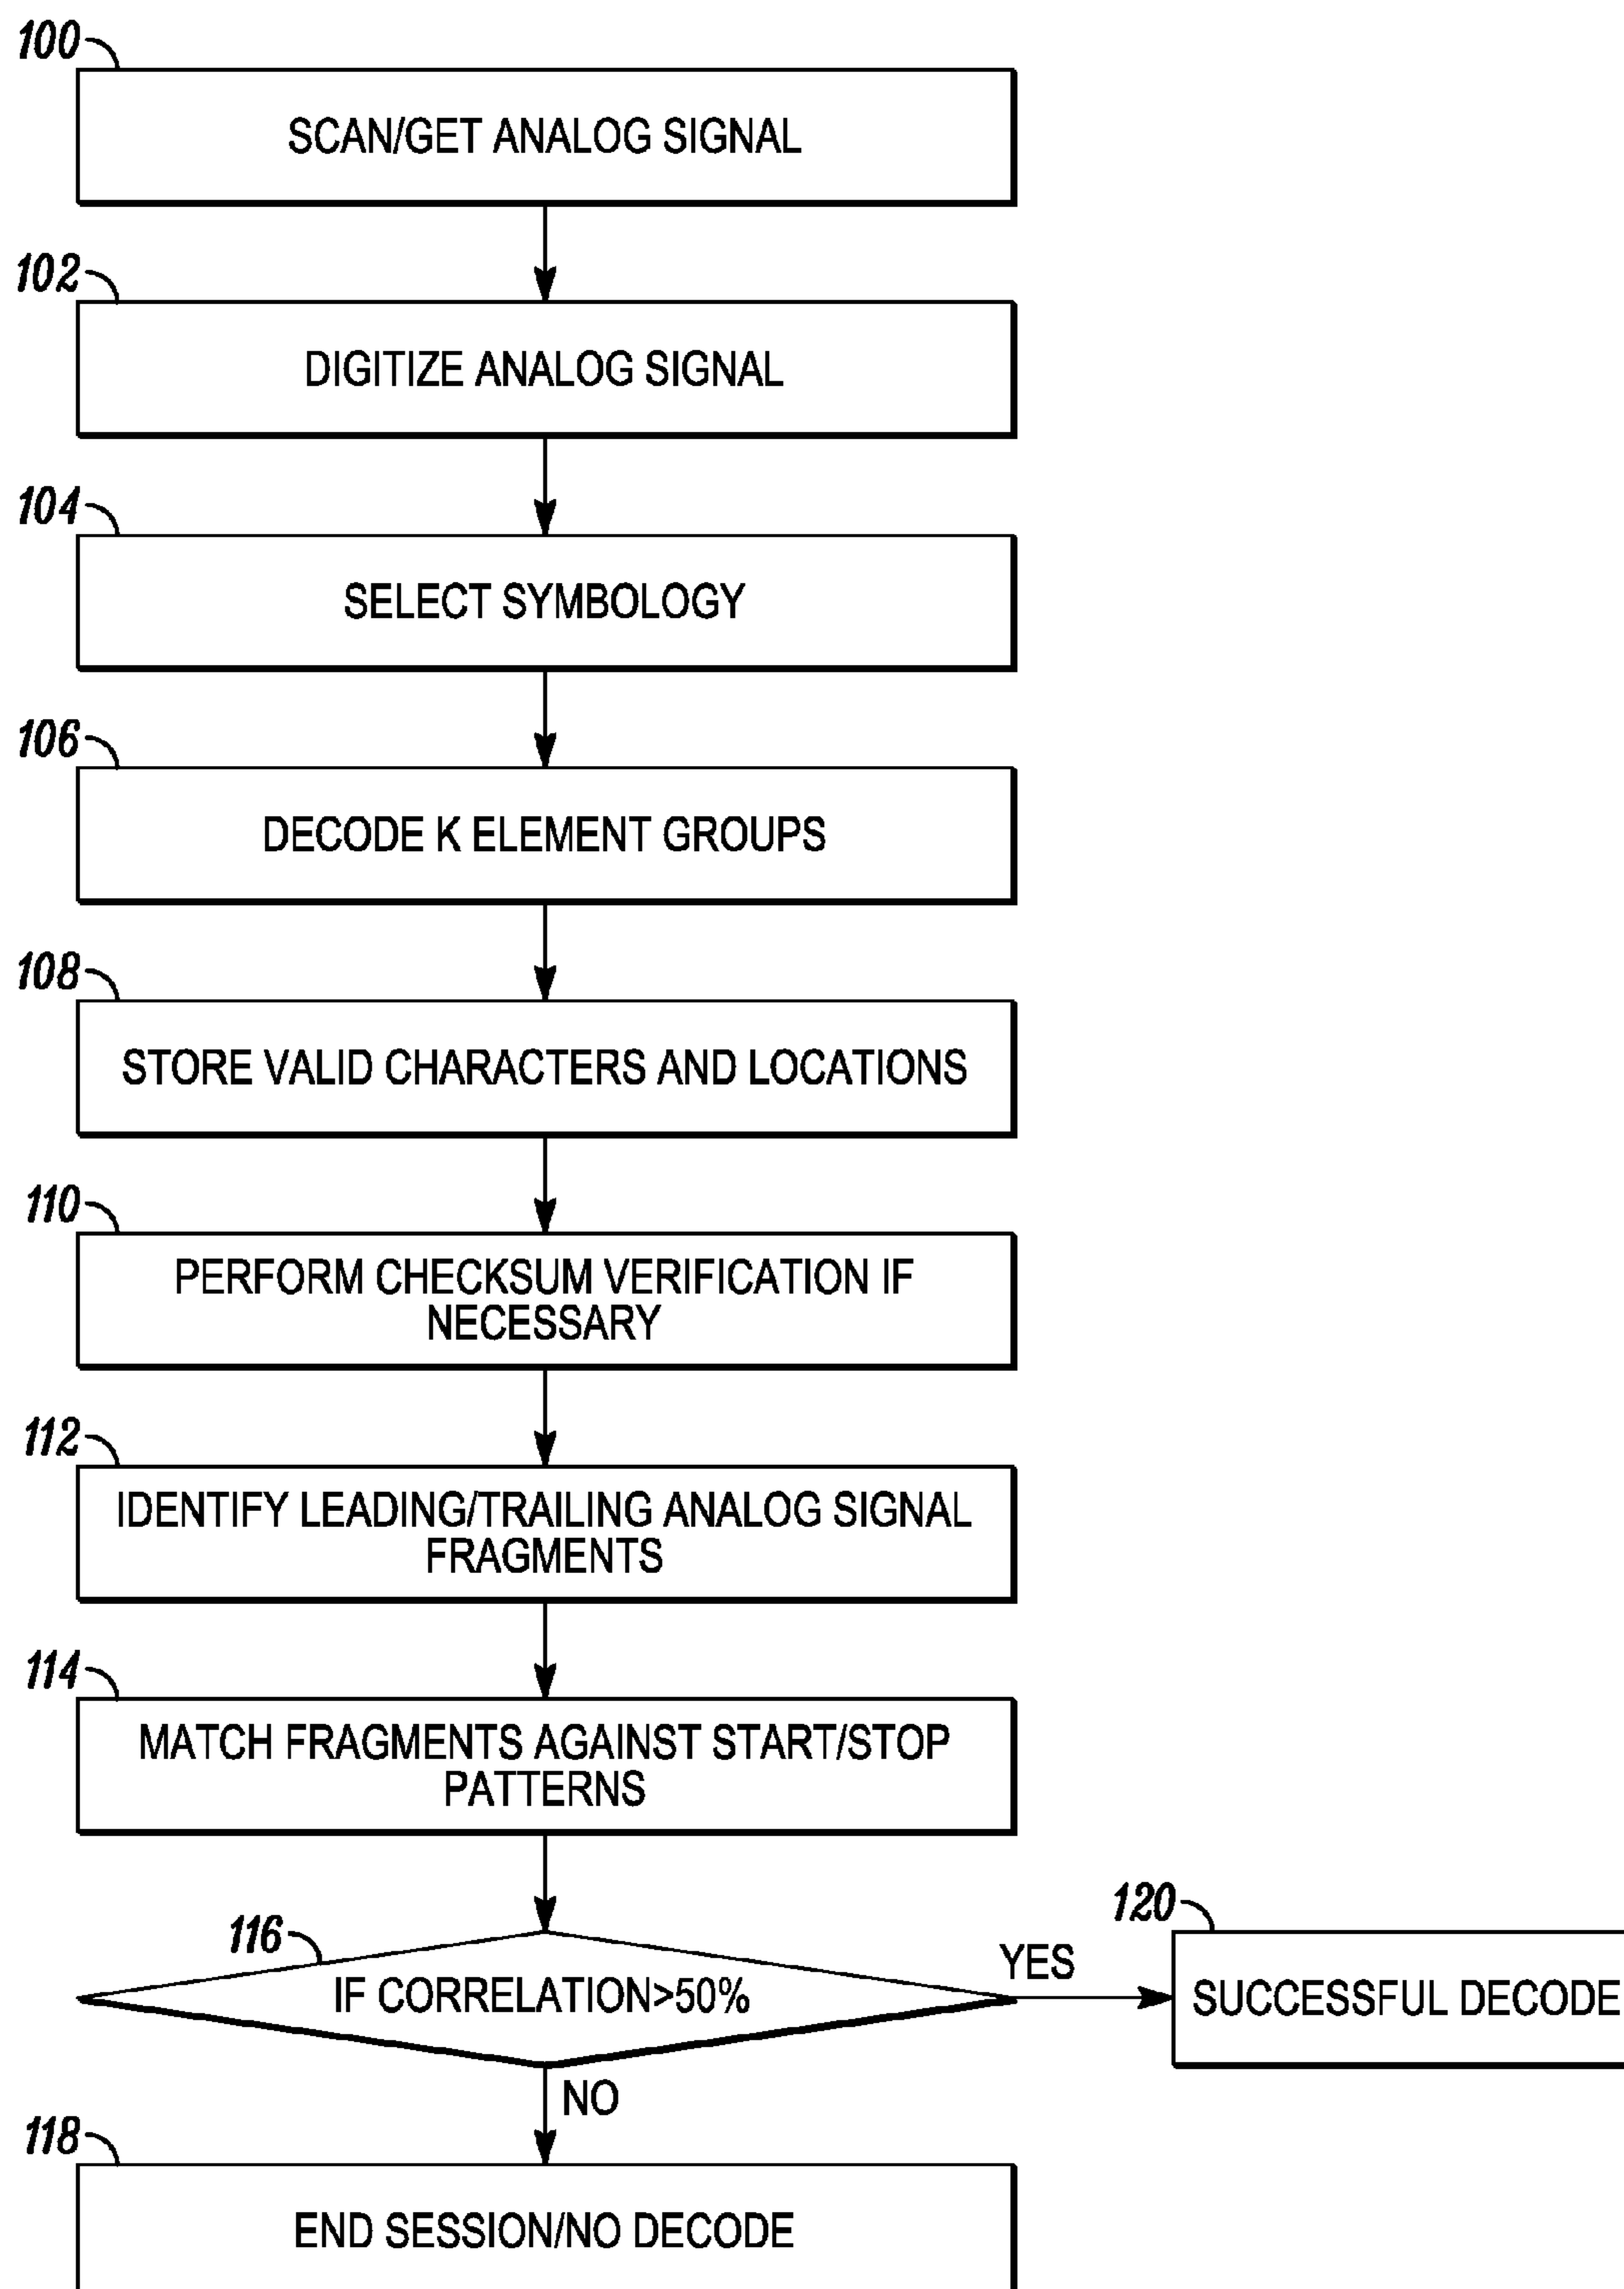 100
SCAN/GET ANALOG SIGNAL
102
DIGITIZE ANALOG SIGNAL
104
SELECT SYMBOLOGY
106
DECODE K ELEMENT GROUPS
108
STORE VALID CHARACTERS AND LOCATIONS
110
PERFORM CHECKSUM VERIFICATION IF
NECESSARY
112
IDENTIFY LEADING/TRAILING ANALOG SIGNAL
FRAGMENTS
114
MATCH FRAGMENTS AGAINST START/STOP
PATTERNS
116
IF CORRELATION>50%
YES
120
SUCCESSFUL DECODE
NO
118
END SESSION/NO DECODE